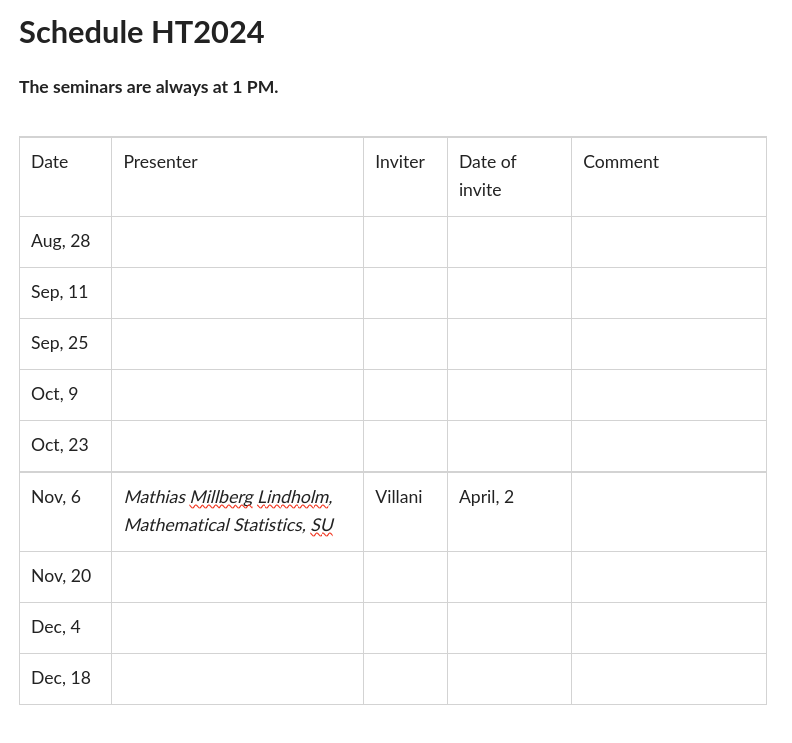 Schedule HT2024
The seminars are always at 1 PM.
Date Presenter Inviter Date of invite Comment
Aug, 28
Sep, 11
Sep, 25
Oct, 9
Oct, 23
Nov, 6 Mathias Millberg Lindholm, Mathematical Statistics, SU Villani April, 2
Nov, 20
Dec, 4
Dec, 18